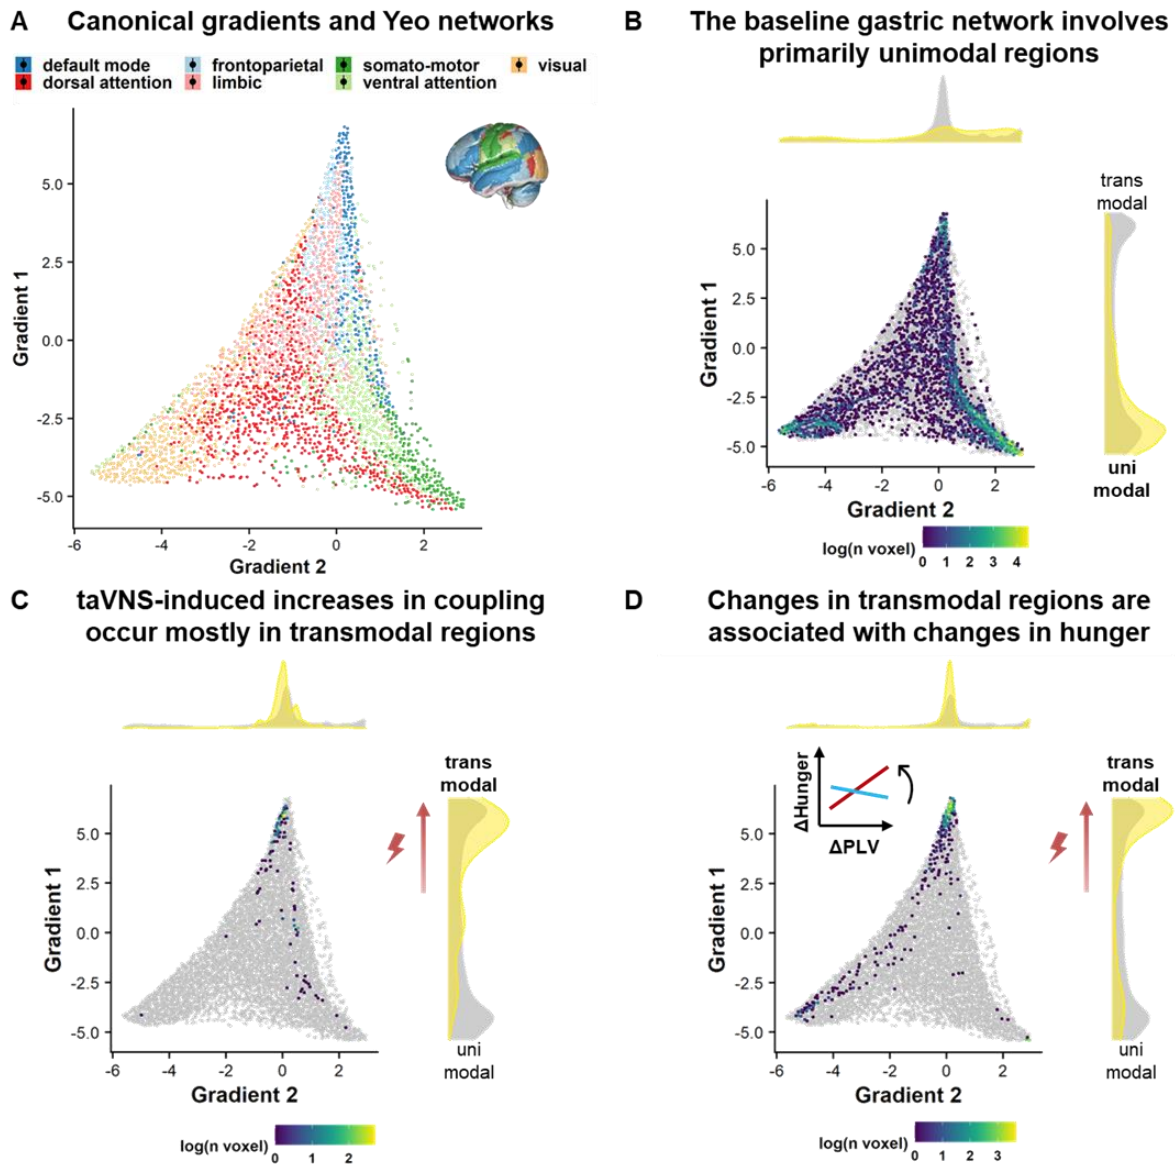 A
Canonical gradients and Yeo networks
default mode
frontoparietal
somato-motor
visual
dorsal attention
limbic
ventral attention
Gradient 1
5.0
2.5
0.0
-2.5
-5.0
-6
-4
-2
0
2
Gradient 2
B
The baseline gastric network involves
primarily unimodal regions
trans
modal
Gradient 1
5.0
2.5
0.0
-2.5
-5.0
uni
modal
-6
-4
-2
0
2
Gradient 2
log(n voxel)
0 1 2 3 4
C
taVNS-induced increases in coupling
occur mostly in transmodal regions
trans
modal
Gradient 1
5.0
2.5
0.0
-2.5
-5.0
uni
modal
-6
-4
-2
0
2
Gradient 2
log(n voxel)
0 1 2
D
Changes in transmodal regions are
associated with changes in hunger
ΔHunger
ΔPLV
trans
modal
Gradient 1
5.0
2.5
0.0
-2.5
-5.0
uni
modal
-6
-4
-2
0
2
Gradient 2
log(n voxel)
0 1 2 3